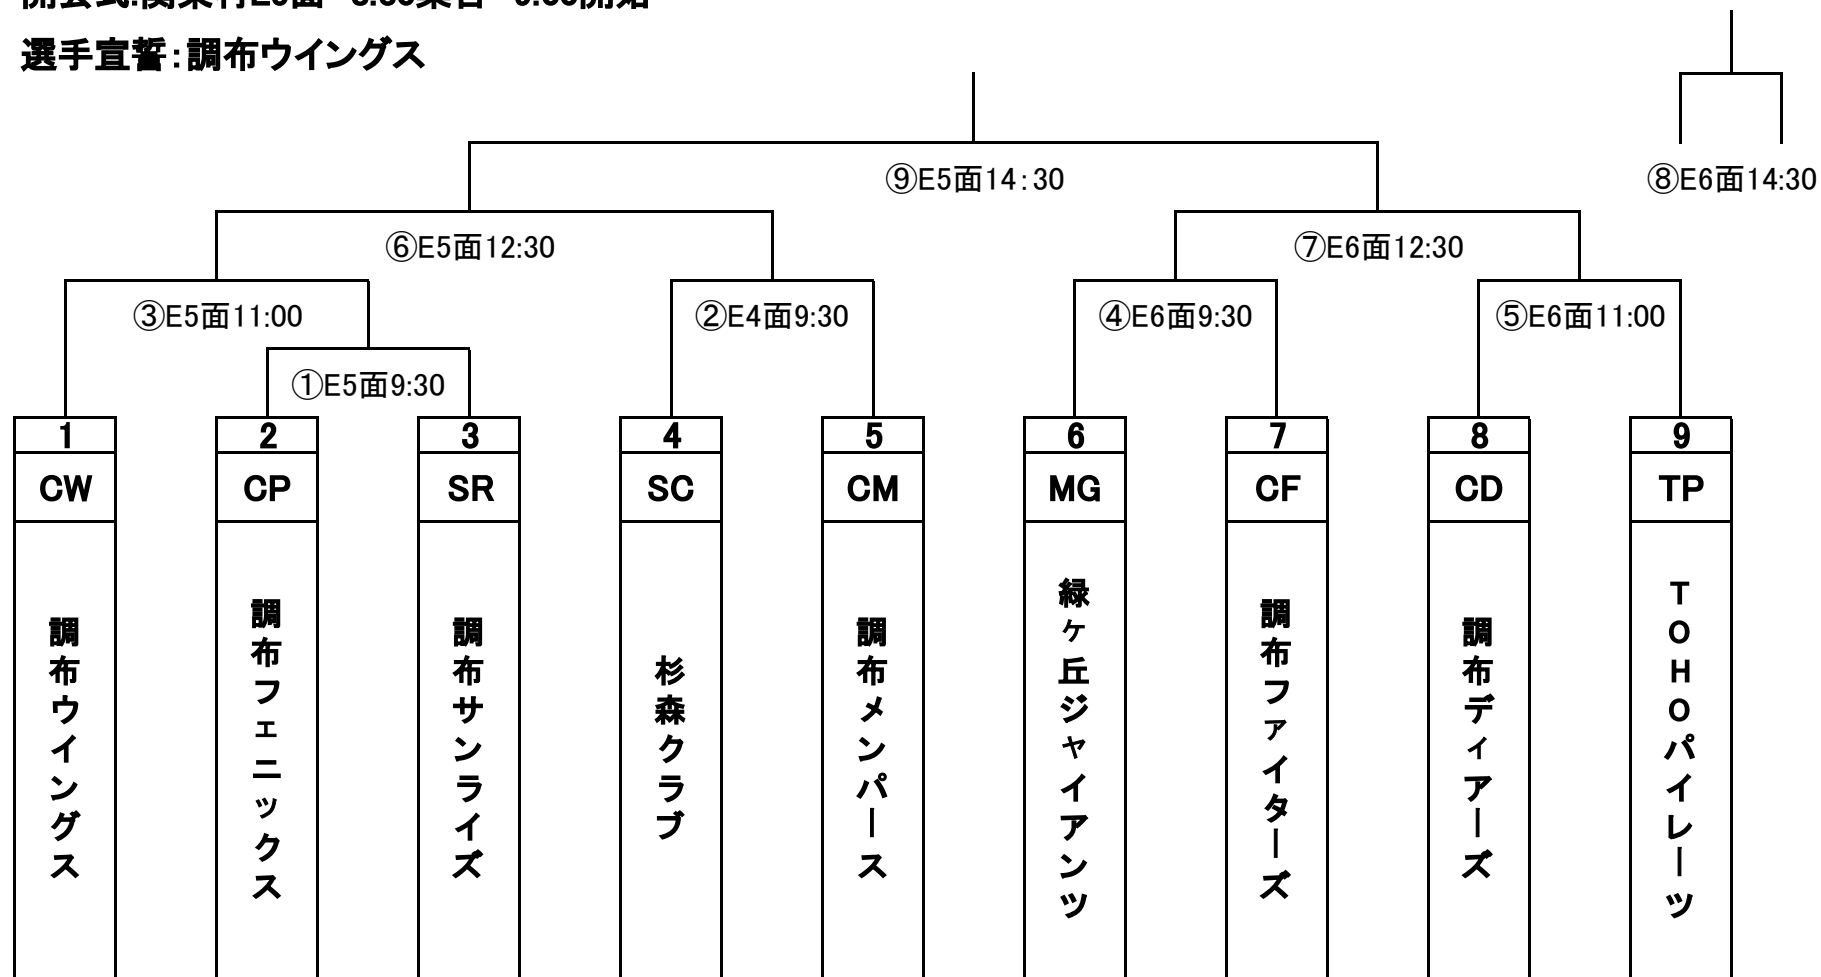 選手宣誓：調布ウイングス
⑨E5面14：30
⑧E6面14:30
⑥E5面12:30
⑦E6面12:30
③E5面11:00
②E4面9:30
④E6面9:30
⑤E6面11:00
①E5面9:30
1
2
3
4
5
6
7
8
9
CW
CP
SR
SC
CM
MG
CF
CD
TP
調布ウイングス
調布フェニックス
調布サンライズ
杉森クラブ
調布メンパース
緑ヶ丘ジャイアンツ
調布ファイターズ
調布ディアーズ
TOHOパイレーツ